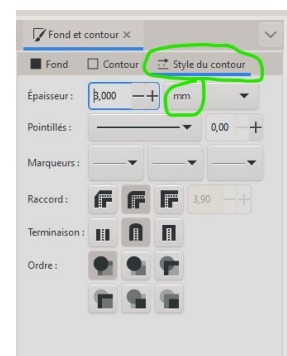 Fond et
contour ×
Fond Contour Style du contour
Épaisseur : 8,000 — + mm
Pointillés : 0,00 — +
Marqueurs :
Raccord : 3,90 — +
Terminaison :
Ordre :